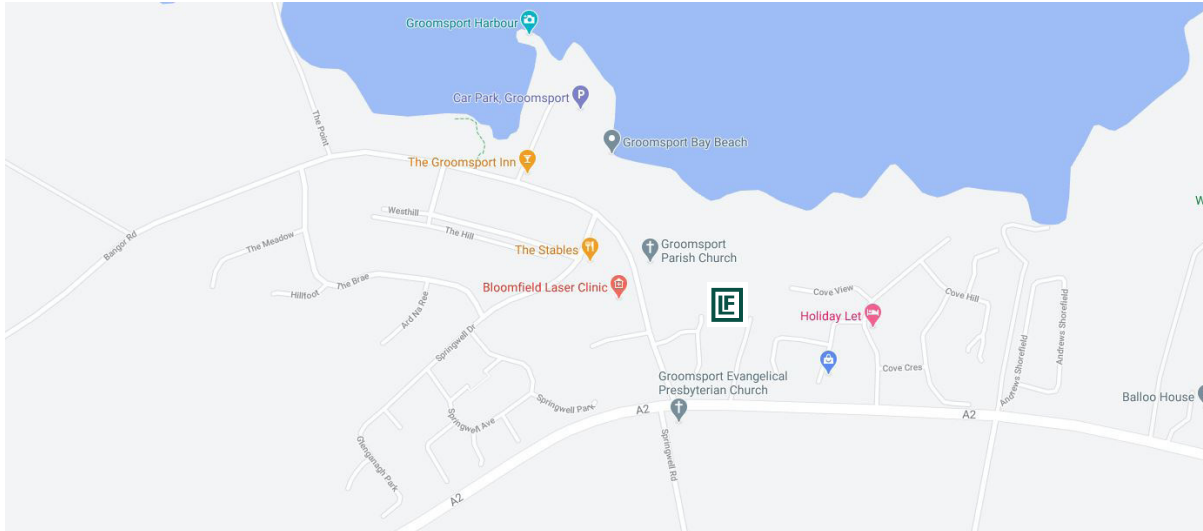 Groomsport Harbour
Car Park, Groomsport
P
The Point
Groomsport Bay Beach
The Groomsport Inn
Westhill
The Hill
Bangor Rd
The Meadow
The Stables
Groomsport
Parish Church
Bloomfield Laser Clinic
Hillfoot
The Brae
Ard Na Ree
Springwell Dr
LE
Cove View
Cove Hill
Holiday Let
Andrews Shorefield
Andrews Shorefield
Cove Cres
Groomsport Evangelical
Presbyterian Church
Balloo House
Springwell Park
Springwell Ave
A2
A2
Springwell Rd
Glenganagh Park
A2
W